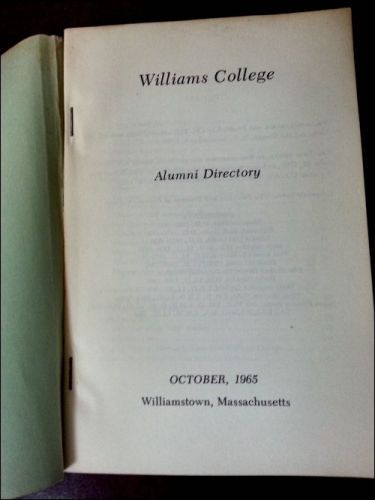 Williams College
Alumni Directory
OCTOBER, 1965
Williamstown, Massachusetts